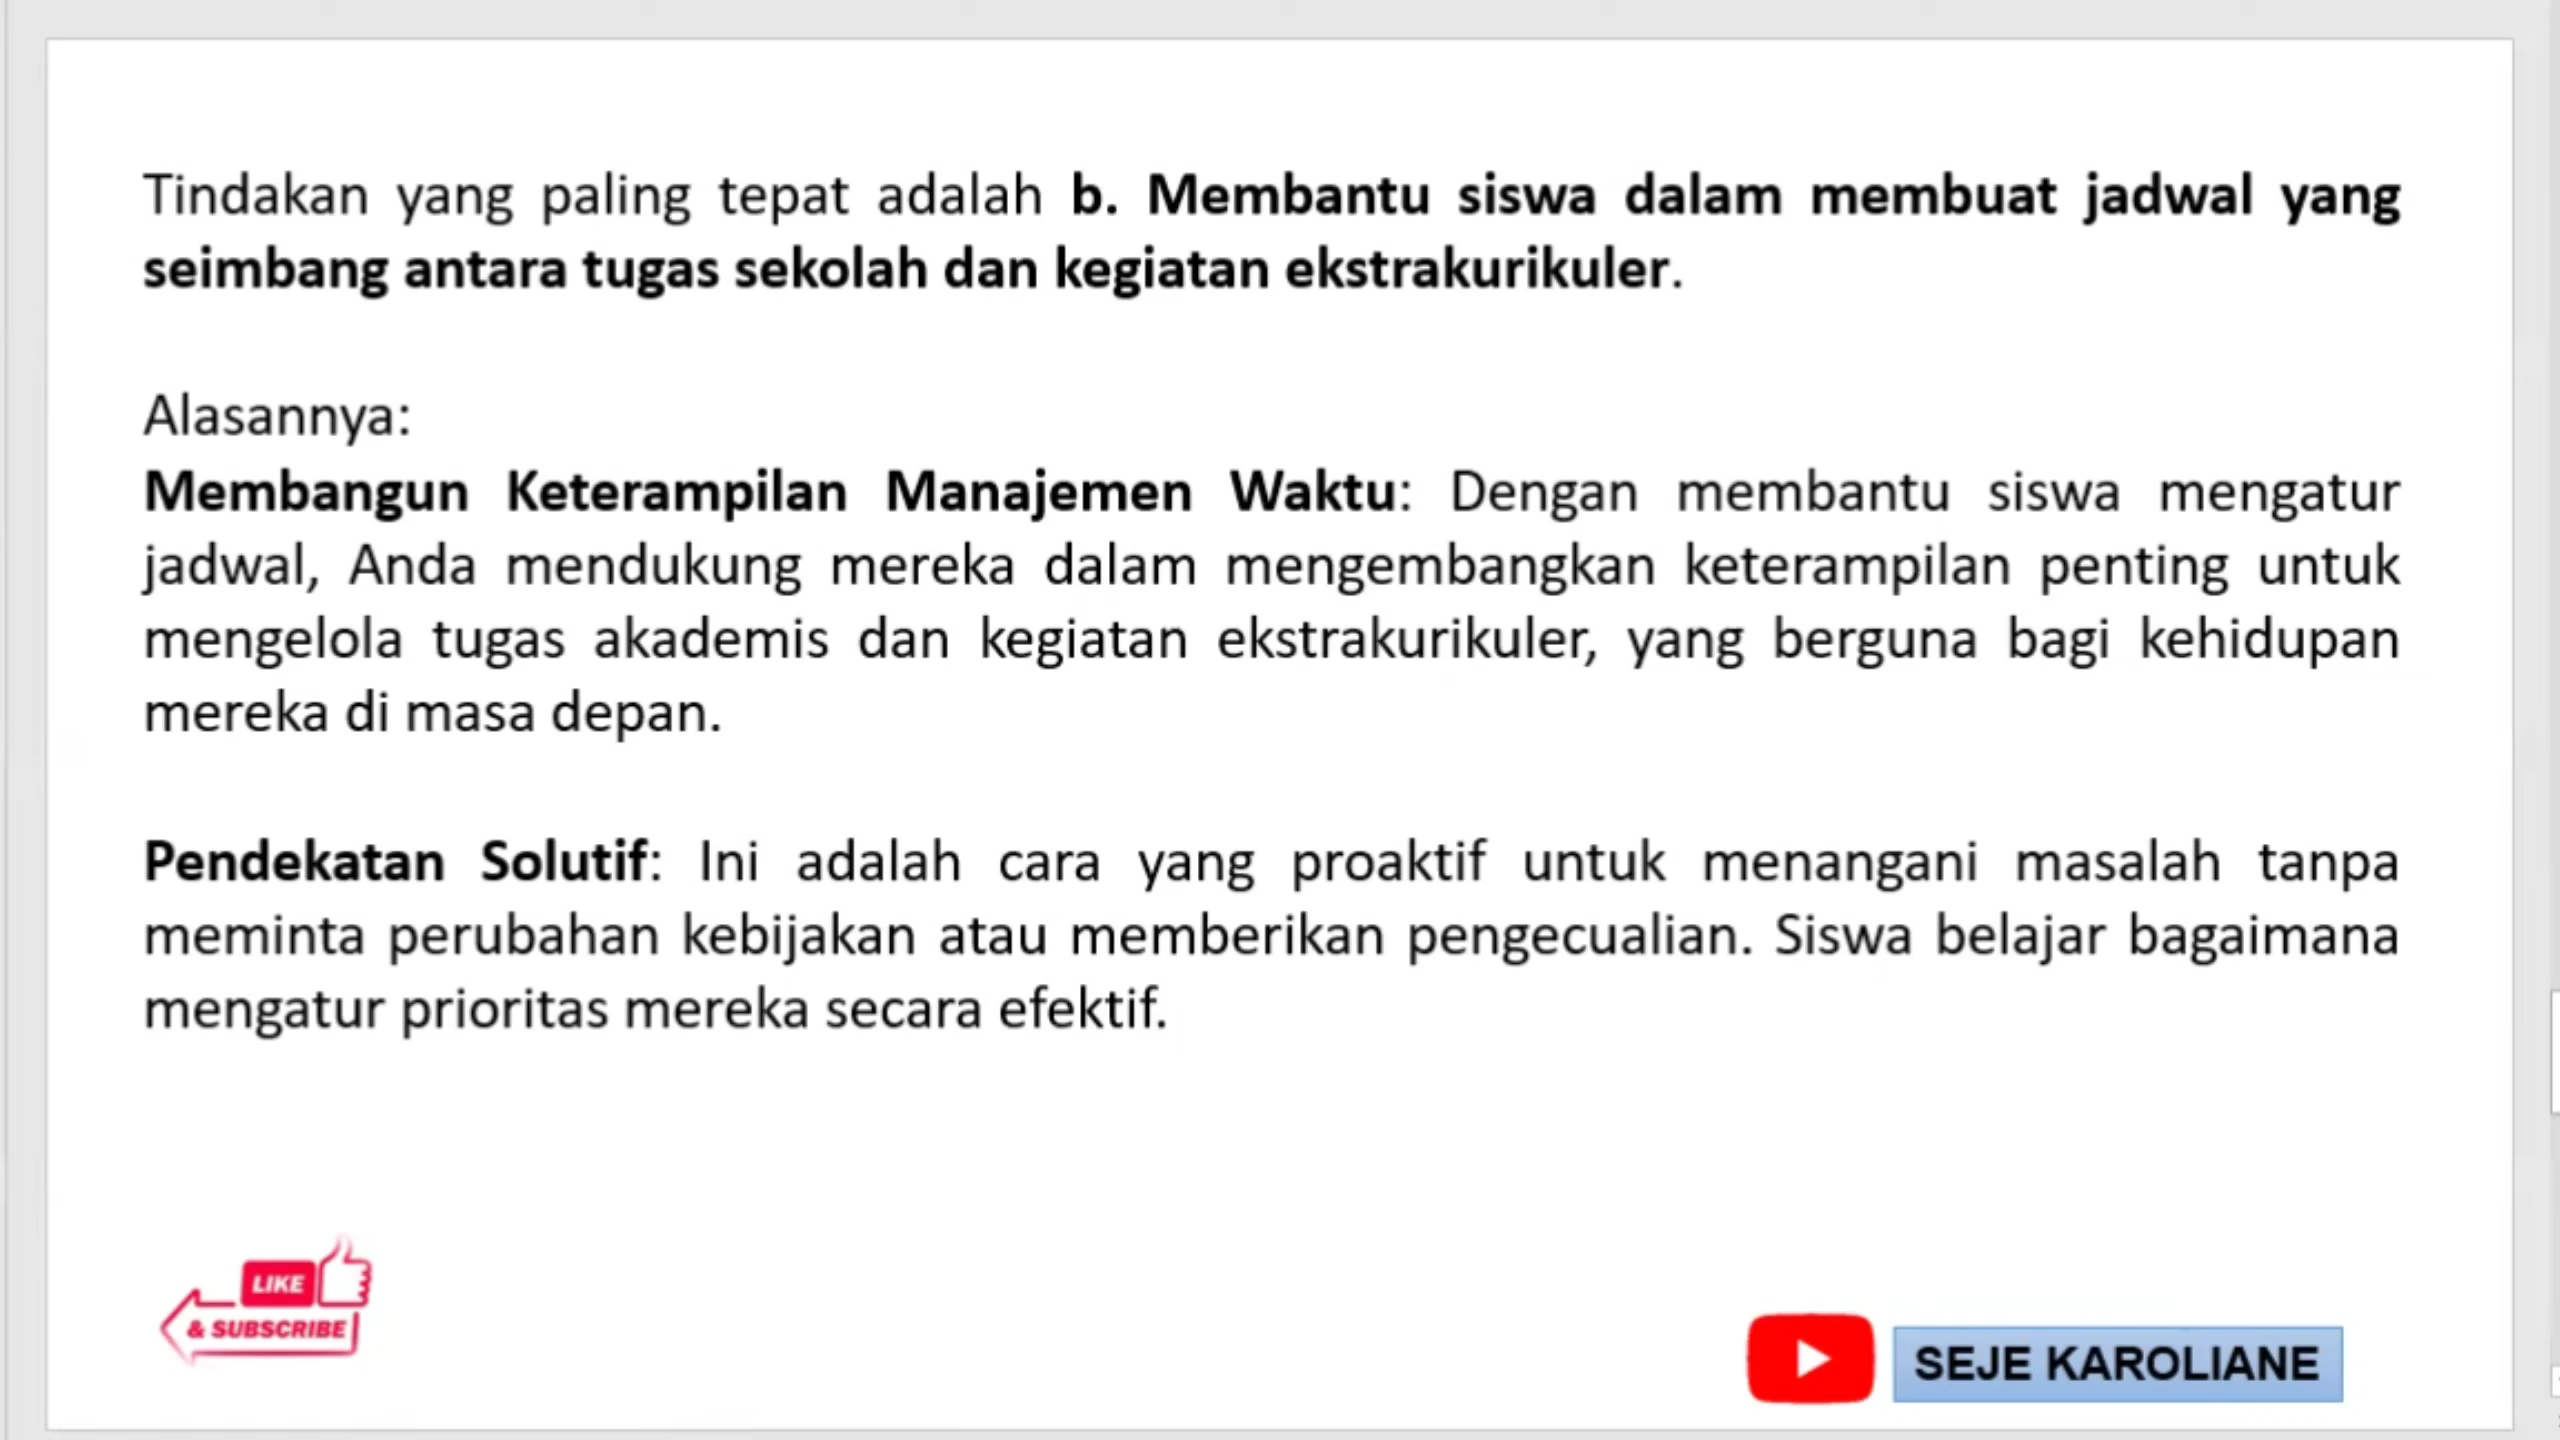 Tindakan yang paling tepat adalah b. Membantu siswa dalam membuat jadwal yang
seimbang antara tugas sekolah dan kegiatan ekstrakurikuler.
Alasannya:
Membangun Keterampilan Manajemen Waktu: Dengan membantu siswa mengatur
jadwal, Anda mendukung mereka dalam mengembangkan keterampilan penting untuk
mengelola tugas akademis dan kegiatan ekstrakurikuler, yang berguna bagi kehidupan
mereka di masa depan.
Pendekatan Solutif: Ini adalah cara yang proaktif untuk menangani masalah tanpa
meminta perubahan kebijakan atau memberikan pengecualian. Siswa belajar bagaimana
mengatur prioritas mereka secara efektif.
LIKE
& SUBSCRIBE
SEJE KAROLIANE